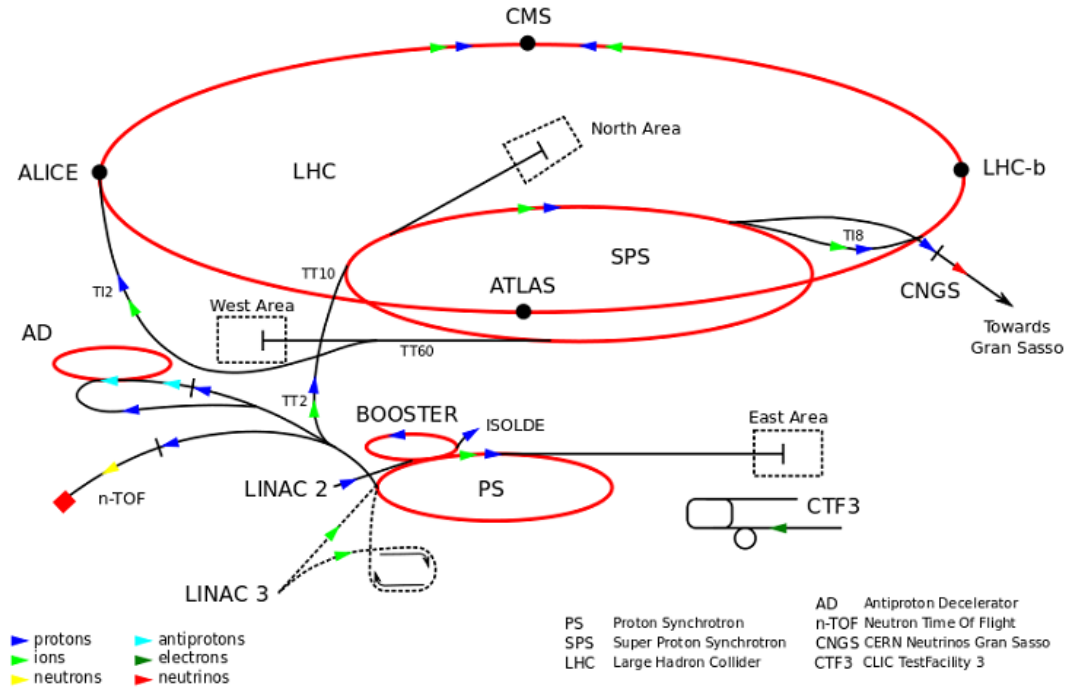 CMS
North Area
ALICE
LHC
LHC-b
TI8
SPS
TT10
ATLAS
CNGS
TI2
West Area
Towards
Gran Sasso
AD
TT60
TT2
BOOSTER
ISOLDE
East Area
LINAC 2
PS
n-TOF
CTF3
LINAC 3
protons
ions
neutrons
antiprotons
electrons
neutrinos
PS Proton Synchrotron
SPS Super Proton Synchrotron
LHC Large Hadron Collider
AD Antiproton Decelerator
n-TOF Neutron Time Of Flight
CNGS CERN Neutrinos Gran Sasso
CTF3 CLIC TestFacility 3